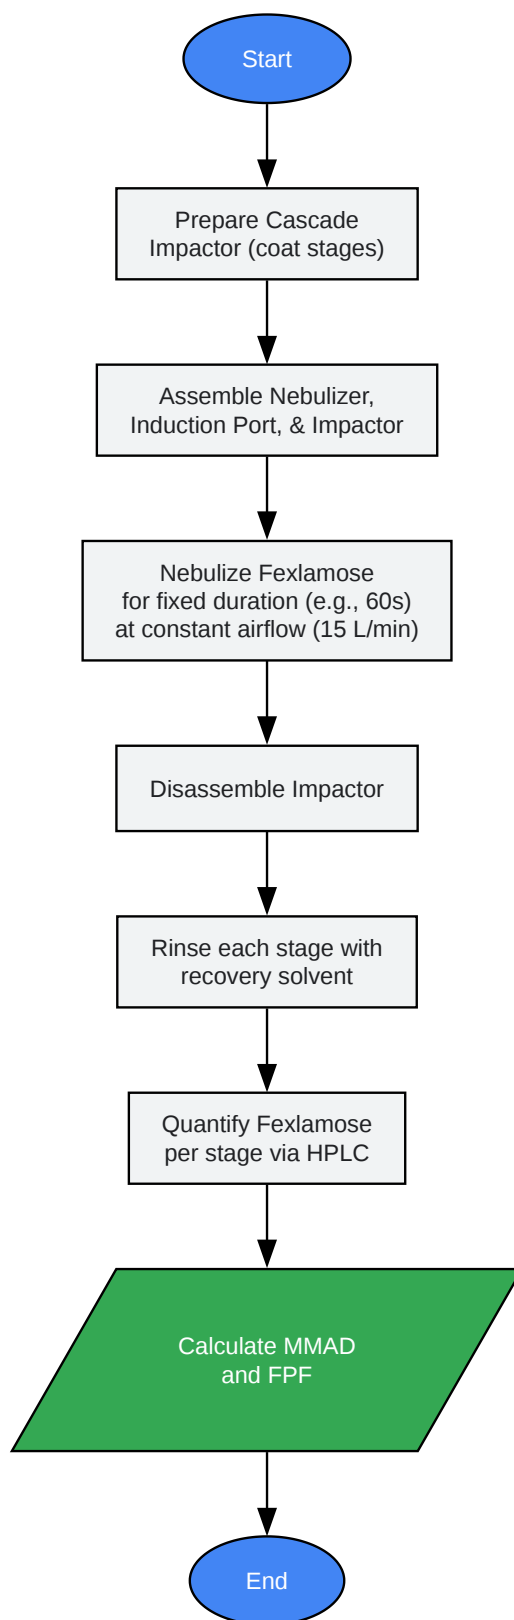 Start
Prepare Cascade
Impactor (coat stages)
Assemble Nebulizer,
Induction Port, & Impactor
Nebulize Fexlamose
for fixed duration (e.g., 60s)
at constant airflow (15 L/min)
Disassemble Impactor
Rinse each stage with
recovery solvent
Quantify Fexlamose
per stage via HPLC
Calculate MMAD
and FPF
End